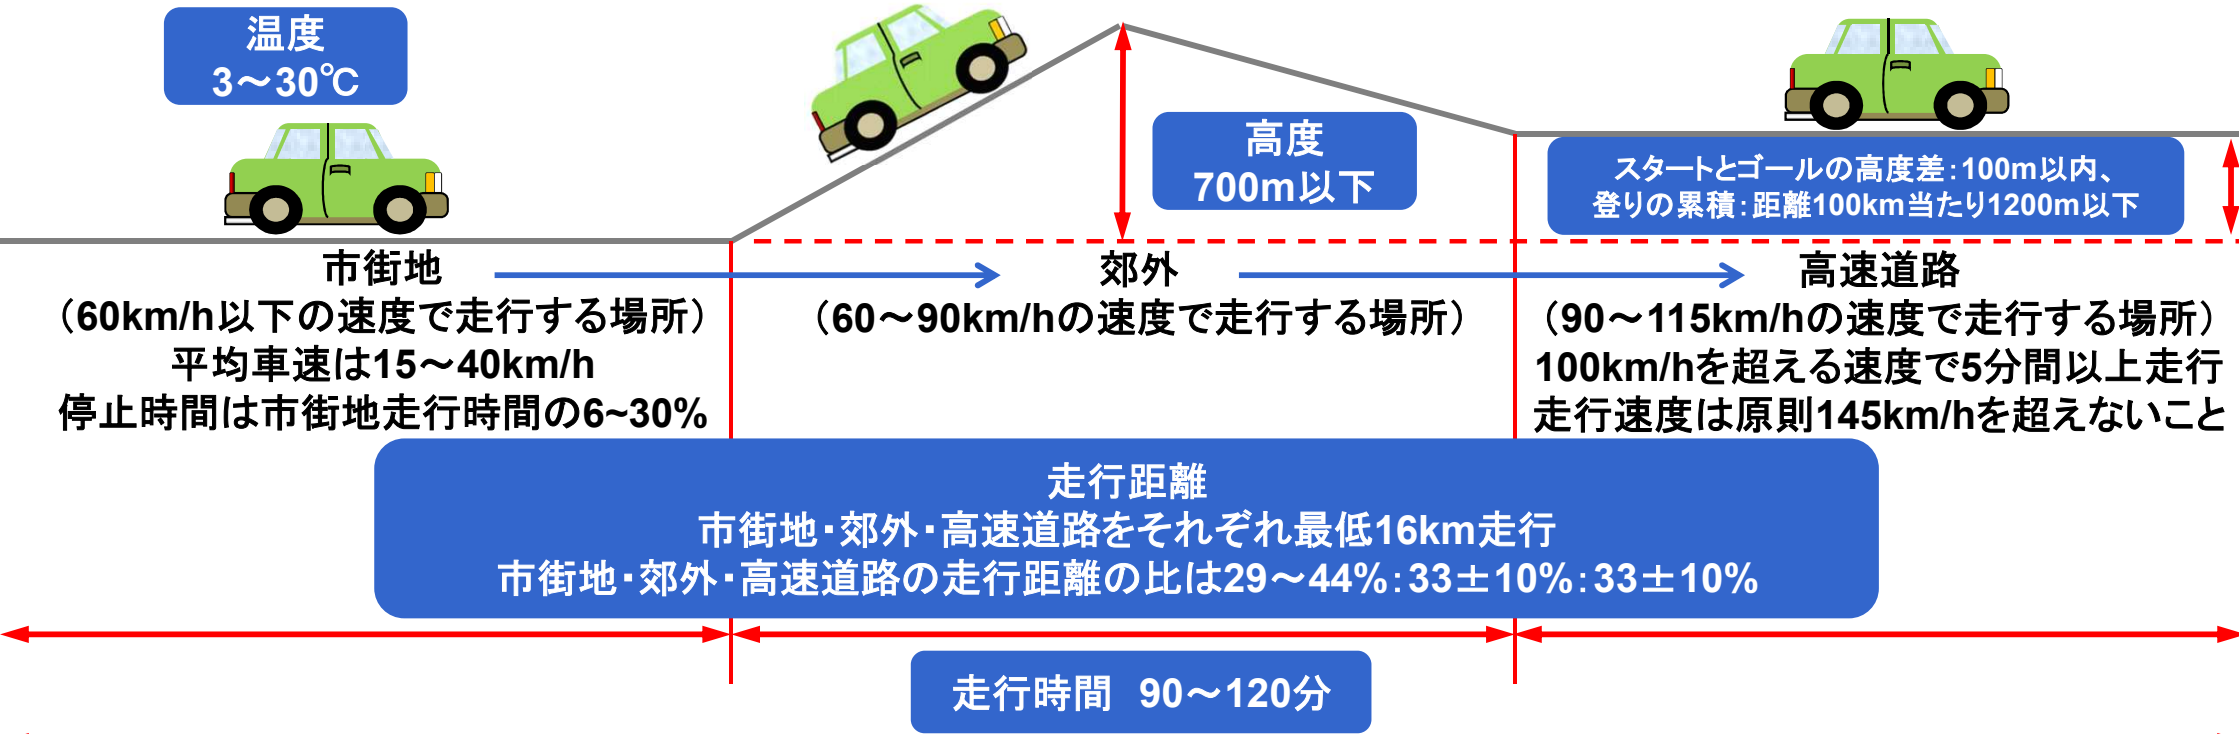 温度
3～30℃
高度
700m以下
スタートとゴールの高度差：100m以内、
登りの累積：距離100km当たり1200m以下
市街地
（60km/h以下の速度で走行する場所）
平均車速は15～40km/h
停止時間は市街地走行時間の6~30%
郊外
（60～90km/hの速度で走行する場所）
高速道路
（90～115km/hの速度で走行する場所）
100km/hを超える速度で5分間以上走行
走行速度は原則145km/hを超えないこと
走行距離
市街地・郊外・高速道路をそれぞれ最低16km走行
市街地・郊外・高速道路の走行距離の比は29～44%：33±10%：33±10%
走行時間　90～120分